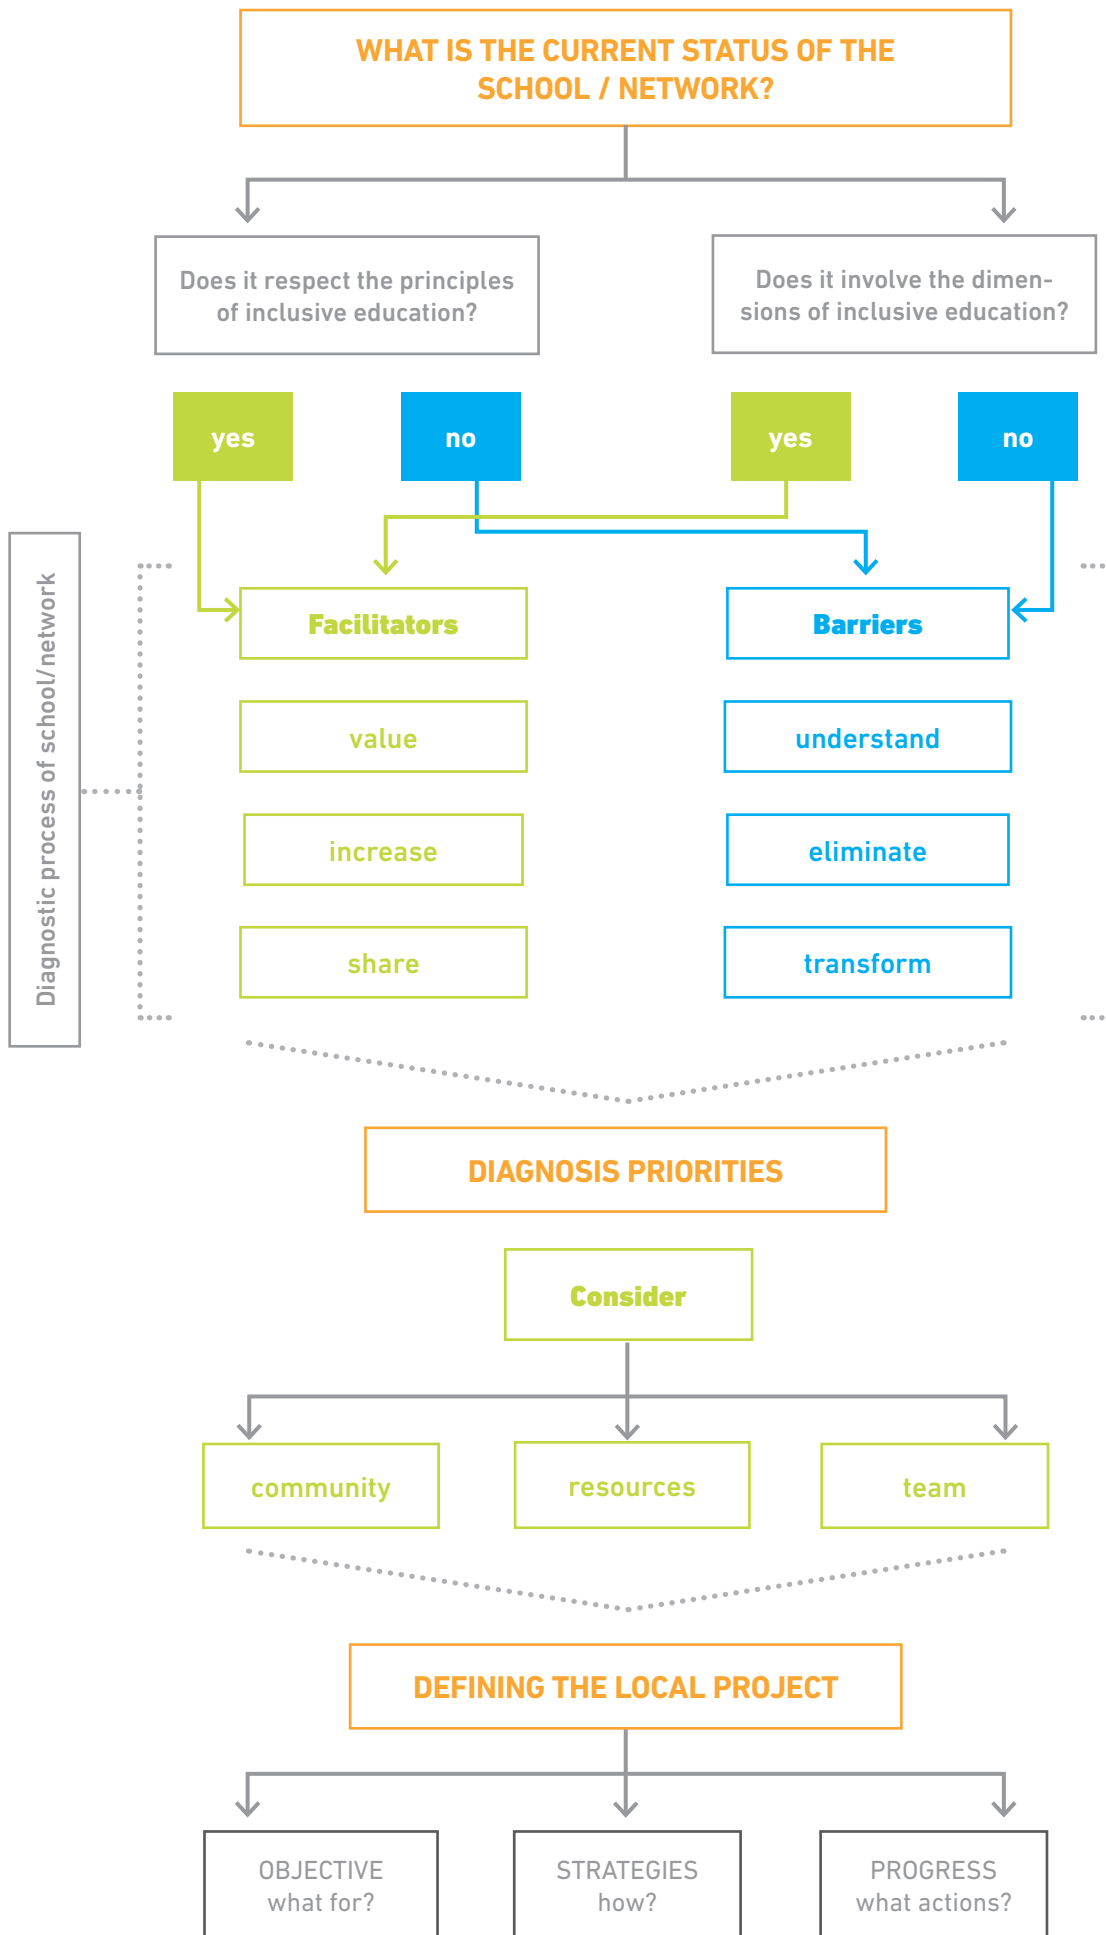 WHAT IS THE CURRENT STATUS OF THE
SCHOOL / NETWORK?
Does it respect the principles
of inclusive education?
Does it involve the dimen-
sions of inclusive education?
yes
no
yes
no
Diagnostic process of school/network
Facilitators
Barriers
value
understand
increase
eliminate
share
transform
DIAGNOSIS PRIORITIES
Consider
community
resources
team
DEFINING THE LOCAL PROJECT
OBJECTIVE
what for?
STRATEGIES
how?
PROGRESS
what actions?